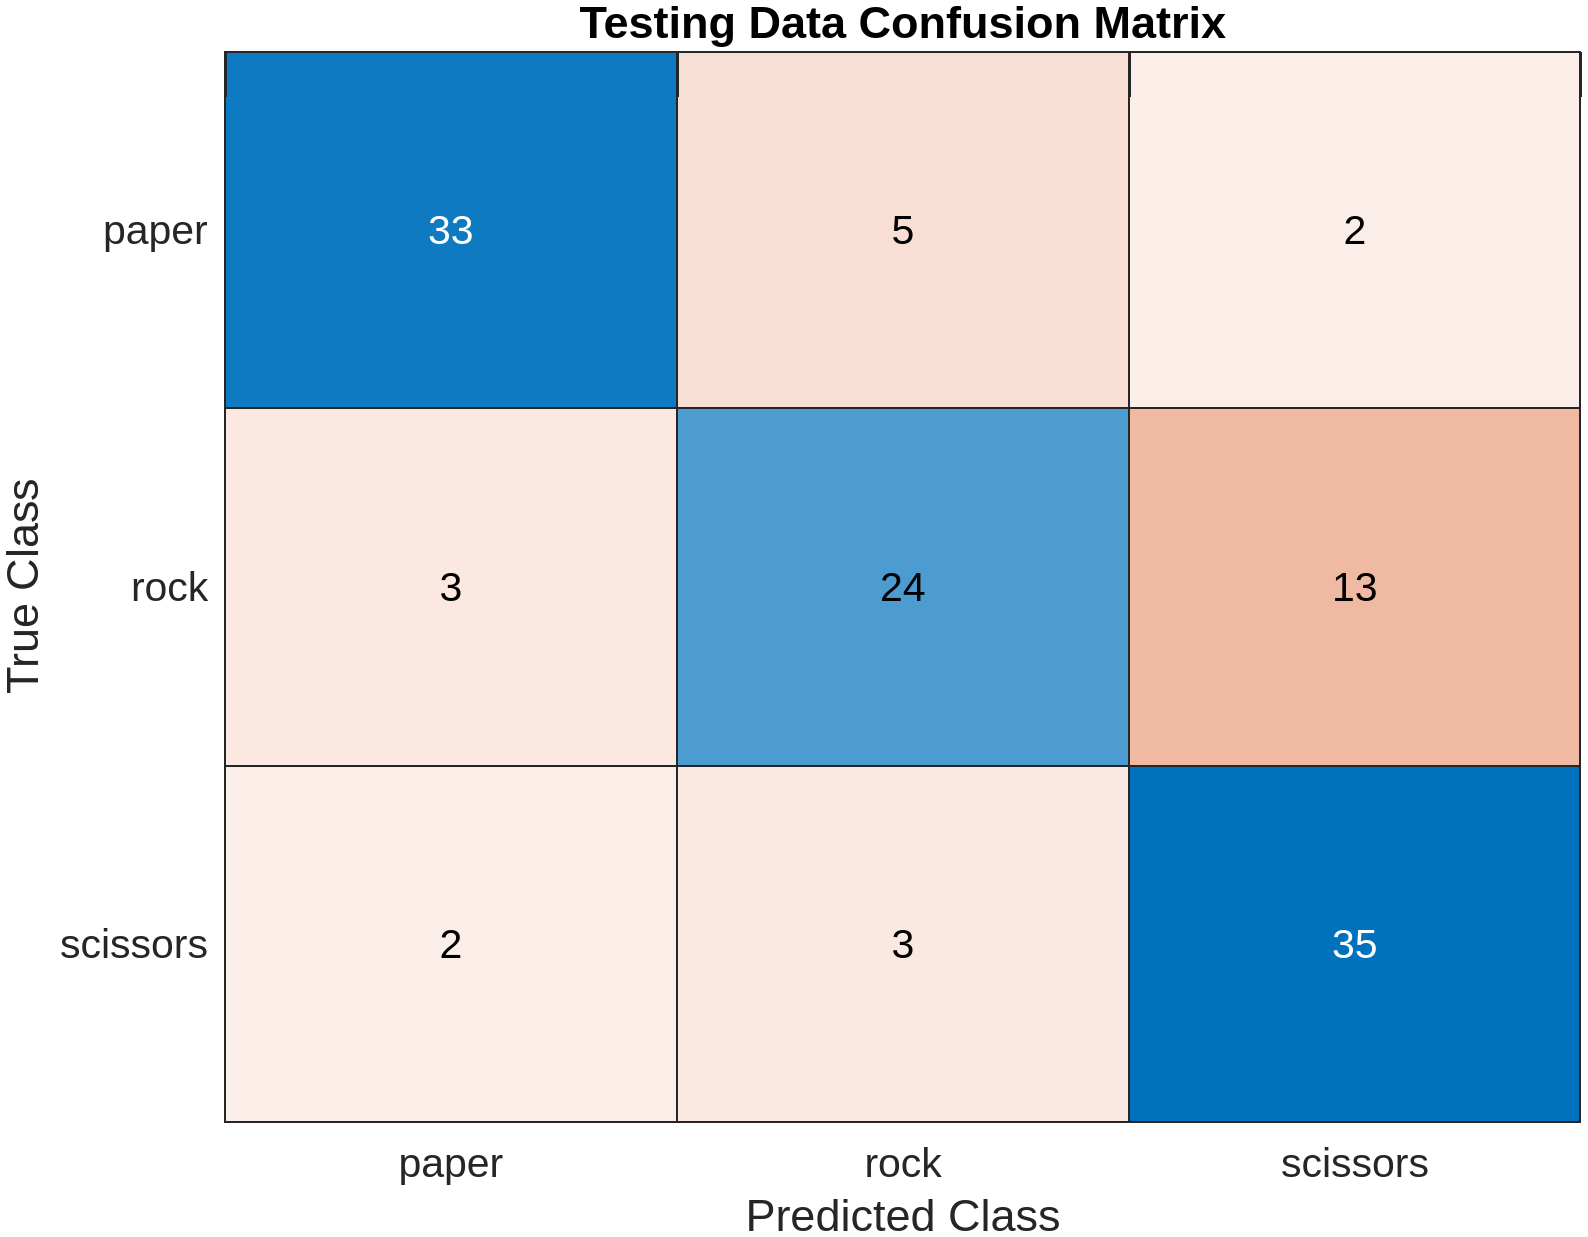 Testing Data Confusion Matrix
paper
33
5
2
True Class
rock
3
24
13
scissors
2
3
35
paper
rock
scissors
Predicted Class